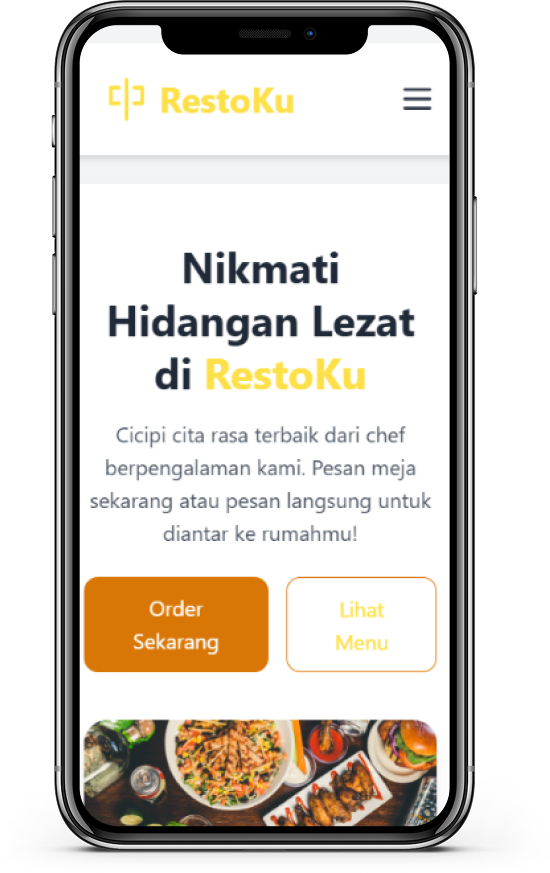 RestoKu
Nikmati
Hidangan Lezat
di RestoKu
Cicipi cita rasa terbaik dari chef
berpengalaman kami. Pesan meja
sekarang atau pesan langsung untuk
diantar ke rumahmu!
Order
Sekarang
Lihat
Menu